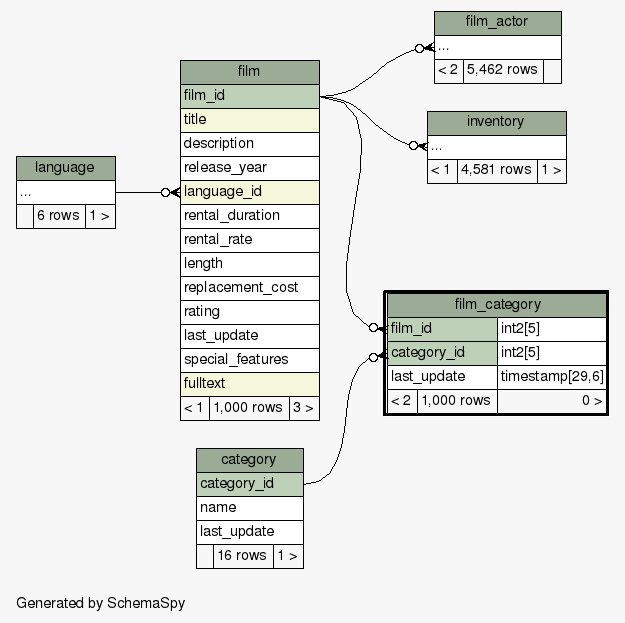 film_actor
...
< 2 5,462 rows
film
film_id
title
description
release_year
language_id
rental_duration
rental_rate
length
replacement_cost
rating
last_update
special_features
fulltext
< 1 1,000 rows 3 >
inventory
...
< 1 4,581 rows 1 >
language
...
6 rows 1 >
film_category
film_id int2[5]
category_id int2[5]
last_update timestamp[29,6]
< 2 1,000 rows 0 >
category
category_id
name
last_update
16 rows 1 >
Generated by SchemaSpy